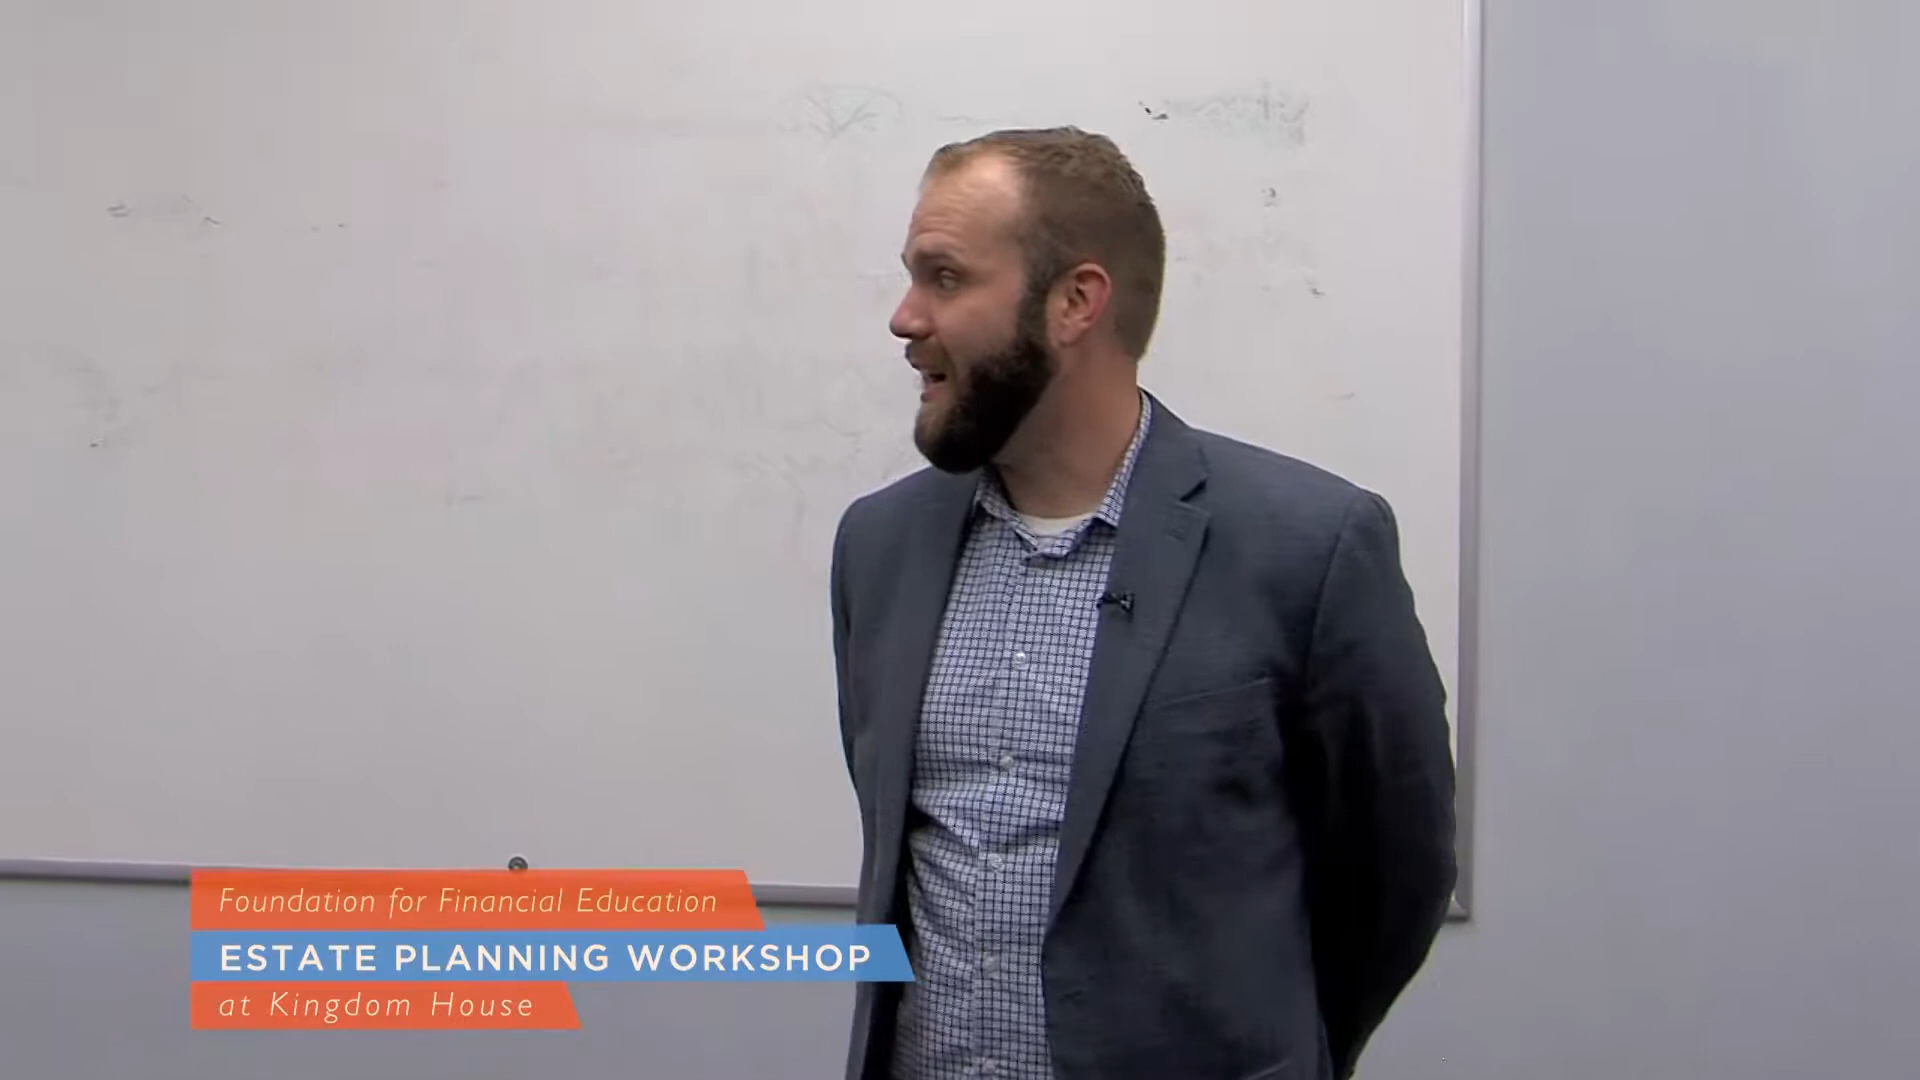 Foundation for Financial Education
ESTATE PLANNING WORKSHOP
at Kingdom House